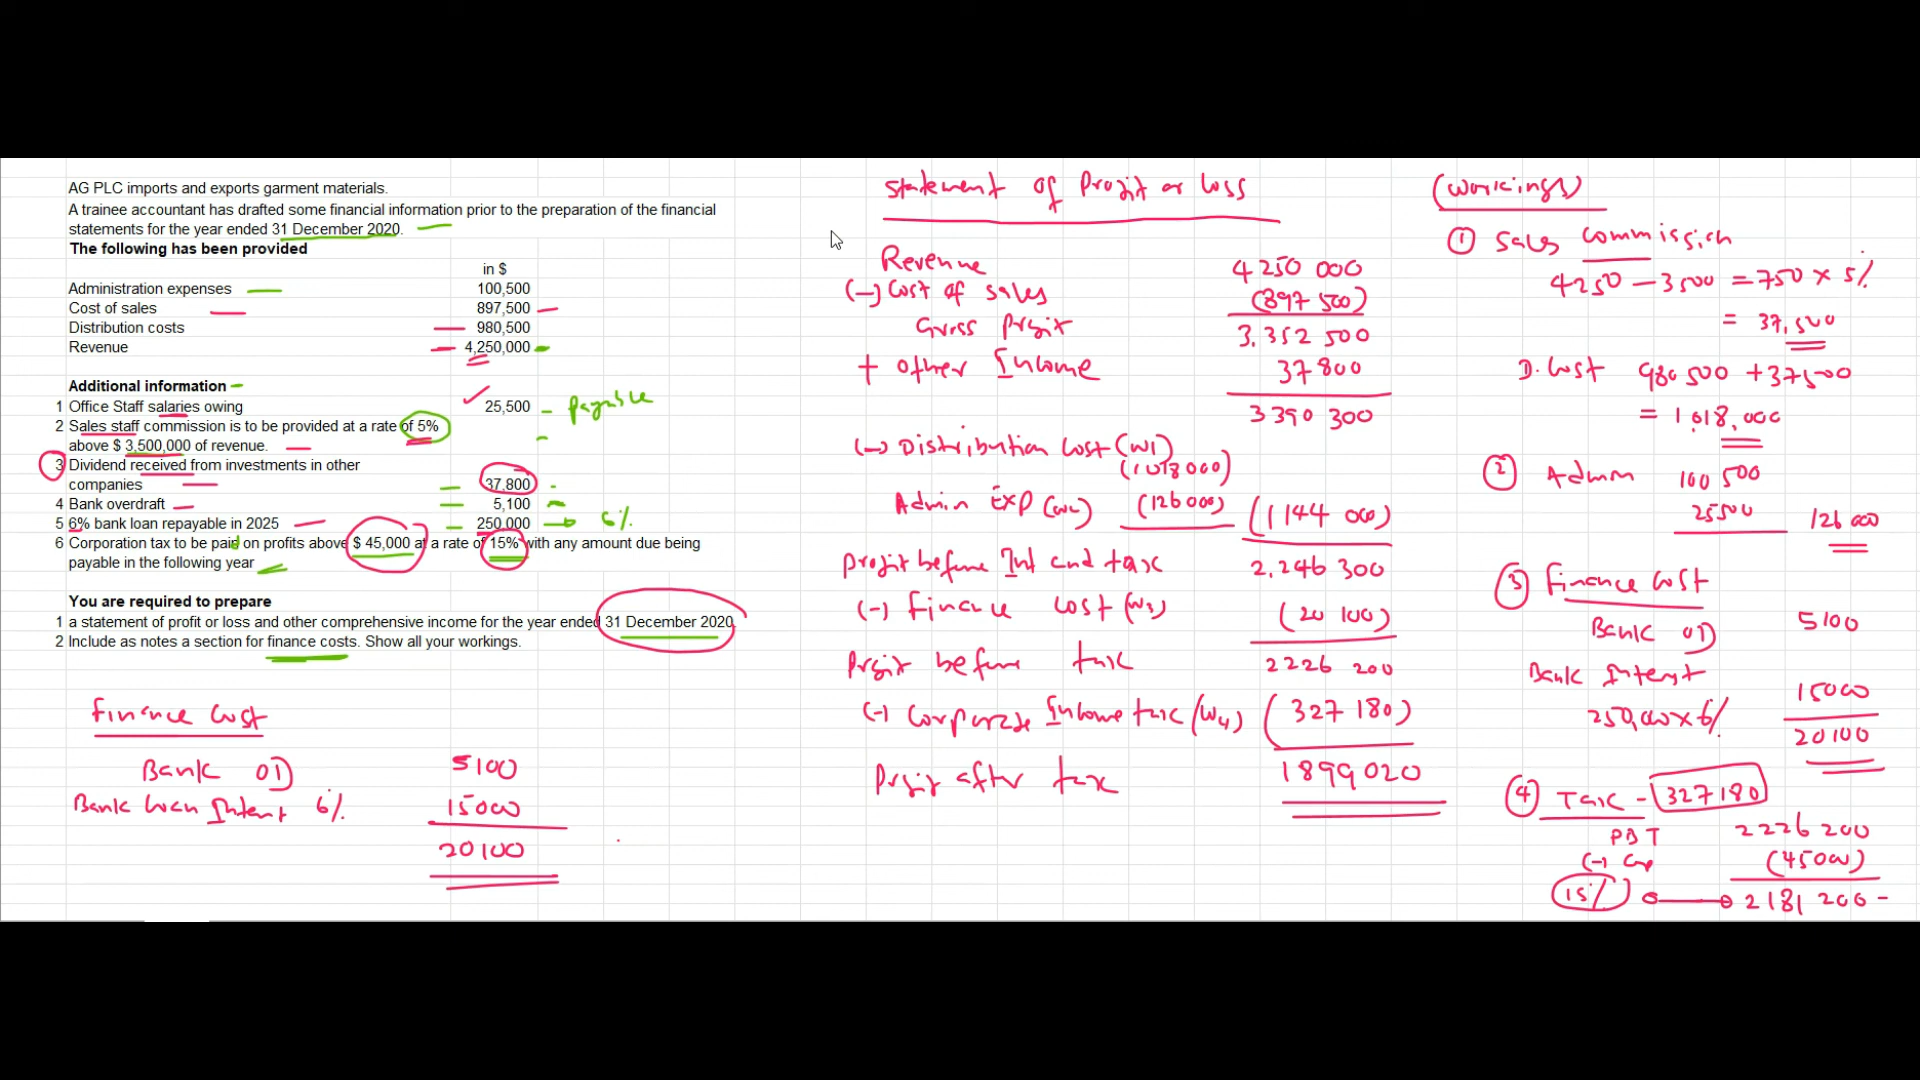 AG PLC imports and exports garment materials.
A trainee accountant has drafted some financial information prior to the preparation of the financial
statements for the year ended 31 December 2020.
The following has been provided
in $
Administration expenses 100,500
Cost of sales 897,500
Distribution costs 980,500
Revenue 4,250,000
Additional information
1 Office Staff salaries owing 25,500 - Payable
2 Sales staff commission is to be provided at a rate of 5%
above $ 3,500,000 of revenue.
3 Dividend received from investments in other
companies 37,800
4 Bank overdraft 5,100
5 6% bank loan repayable in 2025 250,000 6%
6 Corporation tax to be paid on profits above $ 45,000 at a rate of 15% with any amount due being
payable in the following year
You are required to prepare
1 a statement of profit or loss and other comprehensive income for the year ended 31 December 2020
2 Include as notes a section for finance costs. Show all your workings.
Finance Cost
Bank OD 5100
Bank Loan Interest 6% 15000
20100
Statement of Profit or Loss
Revenue 4250 000
(-) Cost of sales (897 500)
Gross Profit 3,352 500
+ other Income 37800
3390 300
(-) Distribution Cost (W1)
(1018000)
Admin Exp (W2) (126000) (1144 000)
Profit before Int and tax 2,246 300
(-) Finance cost (W3) (20 100)
Profit before tax 2226 200
(-) Corporate Income tax (W4) (327 180)
Profit after tax 1899020
(Workings)
① Sales Commission
4250 - 3500 = 750 x 5%
= 37,500
D. Cost 980 500 + 37500
= 1,018,000
② Admin 100 500
25500 126 000
③ Finance Cost
Bank OD 5100
Bank Interest
250,000 x 6% 15000
20100
④ Tax - 327180
PBT 2226 200
(-) (45000)
15% 2181 200 -